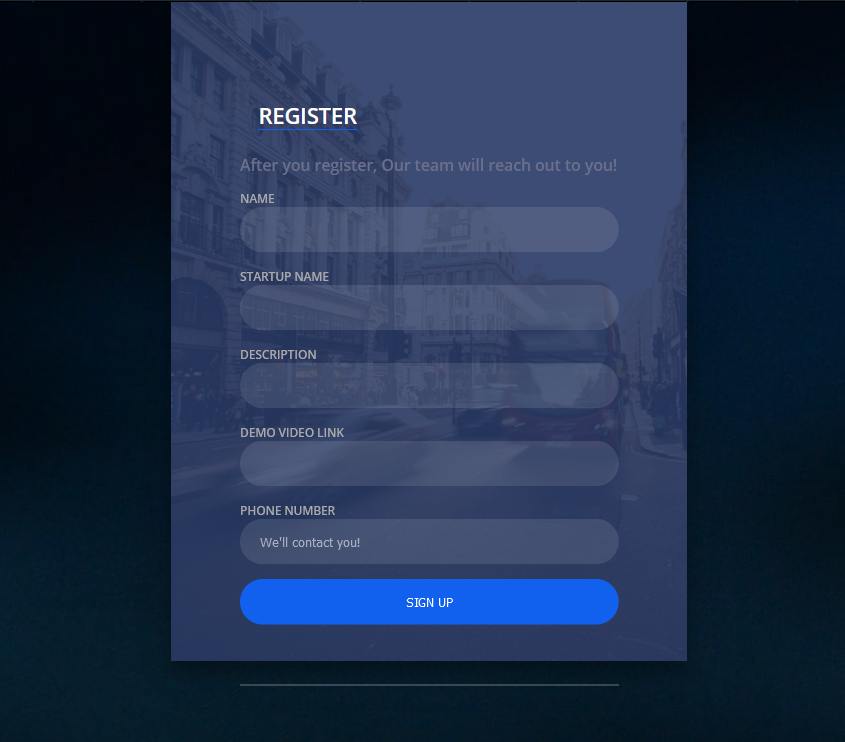 REGISTER
After you register, Our team will reach out to you!
NAME
STARTUP NAME
DESCRIPTION
DEMO VIDEO LINK
PHONE NUMBER
We'll contact you!
SIGN UP